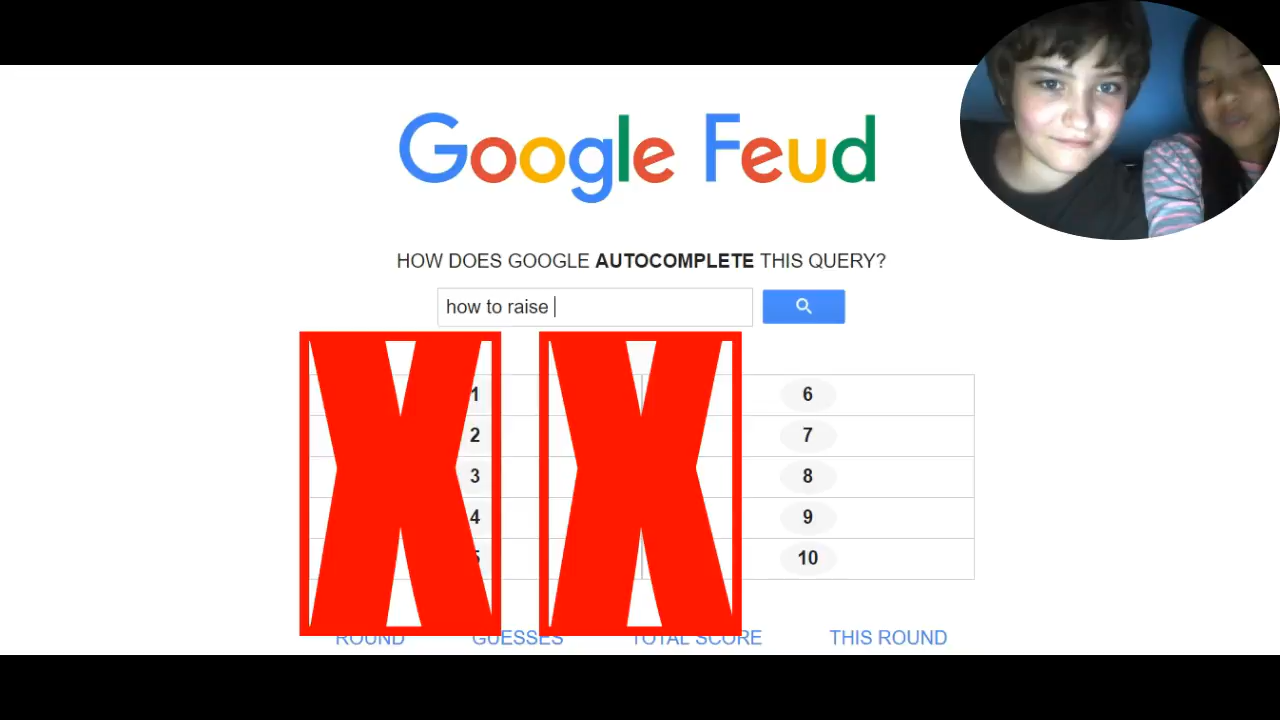 Google Feud
HOW DOES GOOGLE AUTOCOMPLETE THIS QUERY?
how to raise
X X
1 6
2 7
3 8
4 9
5 10
ROUND GUESSES TOTAL SCORE THIS ROUND